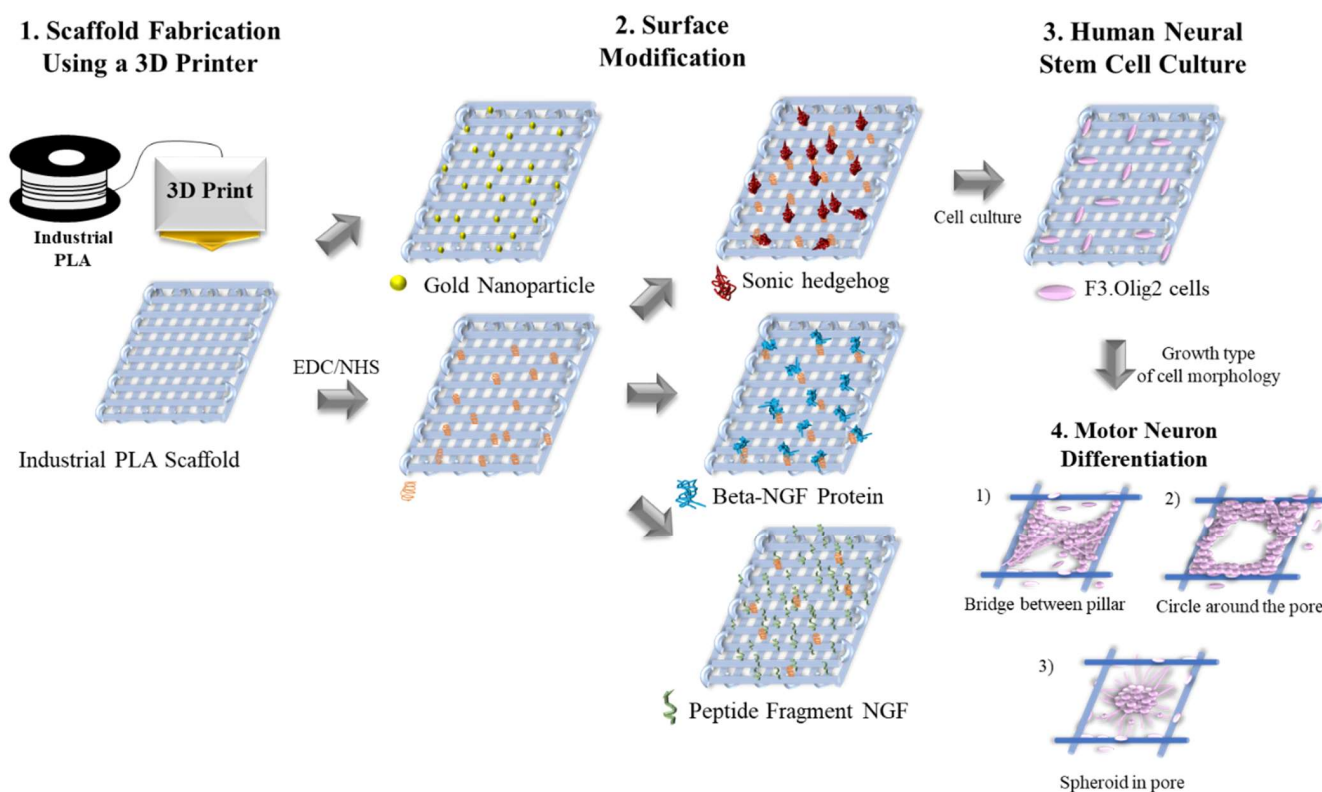 1. Scaffold Fabrication
Using a 3D Printer
2. Surface
Modification
3. Human Neural
Stem Cell Culture
3D Print
Industrial
PLA
Industrial PLA Scaffold
EDC/NHS
Gold Nanoparticle
Sonic hedgehog
Beta-NGF Protein
Peptide Fragment NGF
Cell culture
F3.Olig2 cells
Growth type
of cell morphology
4. Motor Neuron
Differentiation
1)
Bridge between pillar
2)
Circle around the pore
3)
Spheroid in pore